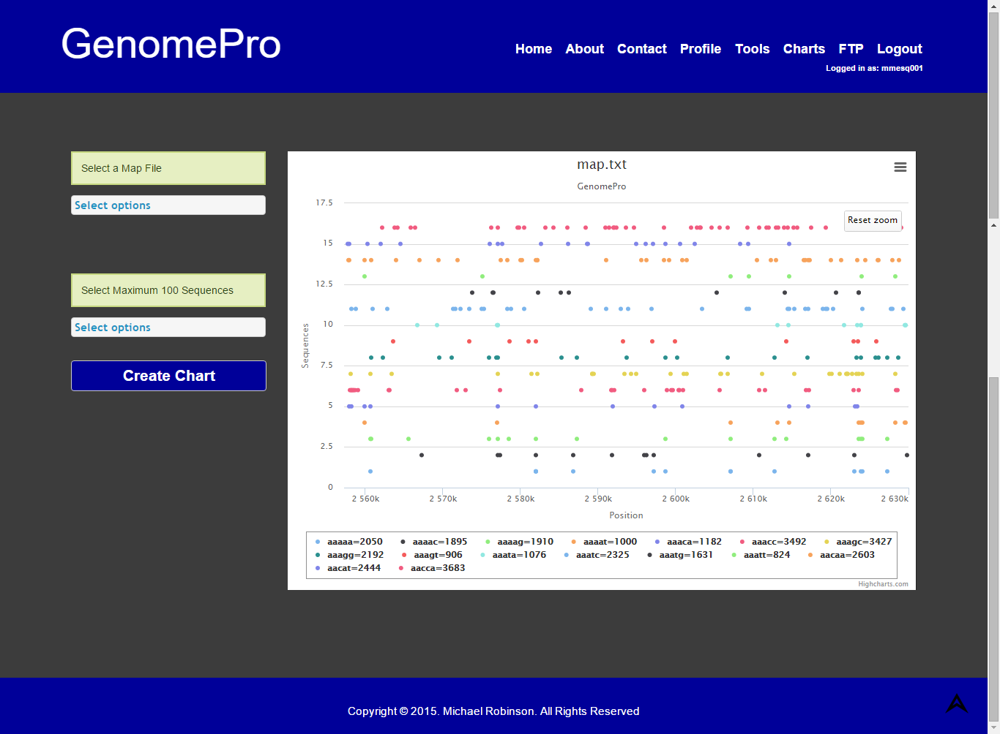 GenomePro
Home About Contact Profile Tools Charts FTP Logout
Logged in as: mmesq001
Select a Map File
Select options
Select Maximum 100 Sequences
Select options
Create Chart
map.txt
GenomePro
Reset zoom
Sequences
17.5
15
12.5
10
7.5
5
2.5
0
2 560k 2 570k 2 580k 2 590k 2 600k 2 610k 2 620k 2 630k
Position
aaaaa=2050 aaaac=1895 aaaag=1910 aaaat=1000 aaaca=1182 aaacc=3492 aaagc=3427
aaagg=2192 aaagt=906 aaata=1076 aaatc=2325 aaatg=1631 aaatt=824 aacaa=2603
aacat=2444 aacca=3683
Highcharts.com
Copyright © 2015. Michael Robinson. All Rights Reserved